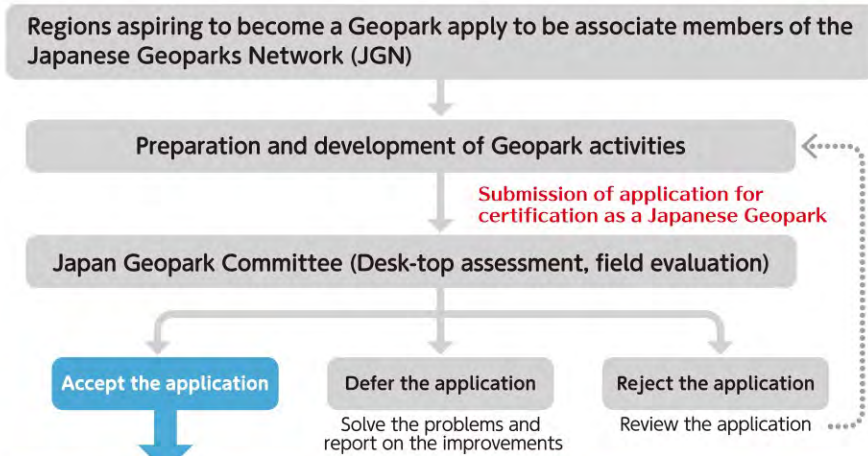 Regions aspiring to become a Geopark apply to be associate members of the
Japanese Geoparks Network (JGN)
Preparation and development of Geopark activities
Submission of application for
certification as a Japanese Geopark
Japan Geopark Committee (Desk-top assessment, field evaluation)
Accept the application
Defer the application
Reject the application
Solve the problems and
report on the improvements
Review the application